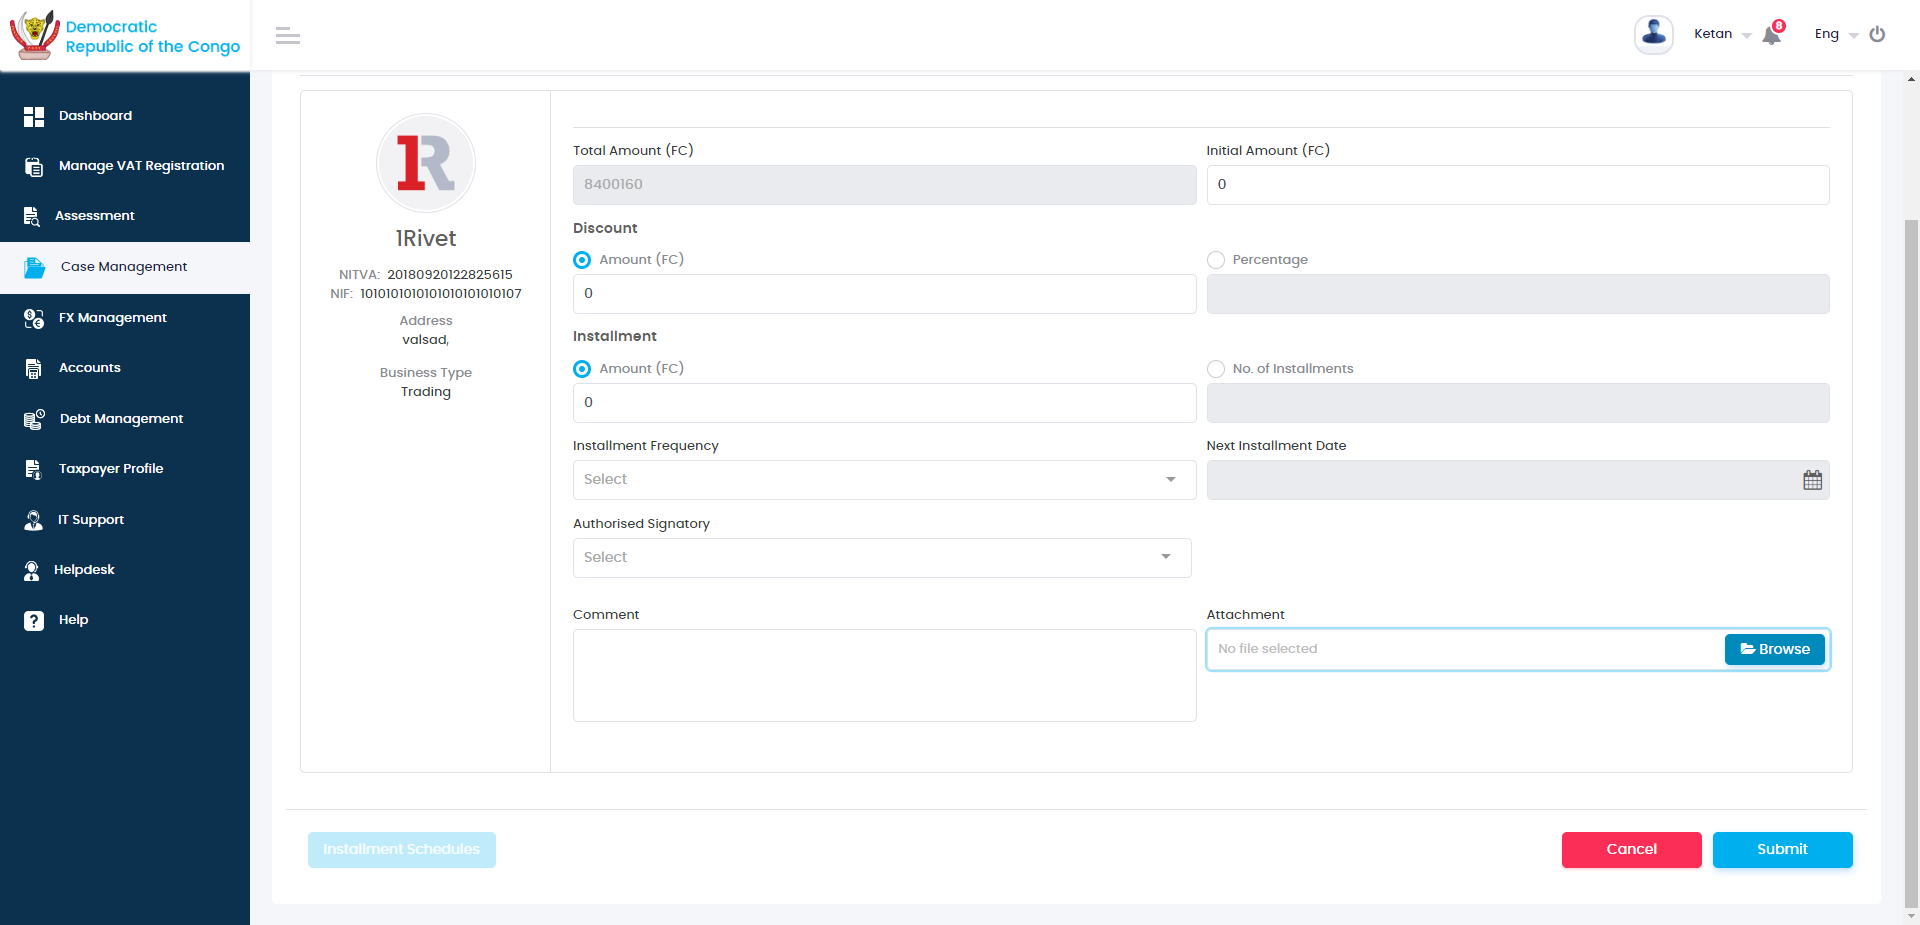 Democratic
Republic of the Congo
Ketan
8
Eng
Dashboard
Manage VAT Registration
Assessment
Case Management
FX Management
Accounts
Debt Management
Taxpayer Profile
IT Support
Helpdesk
Help
1R
1Rivet
NITVA: 20180920122825615
NIF: 1010101010101010101010107
Address
valsad,
Business Type
Trading
Total Amount (FC)
Initial Amount (FC)
8400160
0
Discount
Amount (FC)
Percentage
0
Installment
Amount (FC)
No. of Installments
0
Installment Frequency
Next Installment Date
Select
Authorised Signatory
Select
Comment
Attachment
No file selected
Browse
Installment Schedules
Cancel
Submit